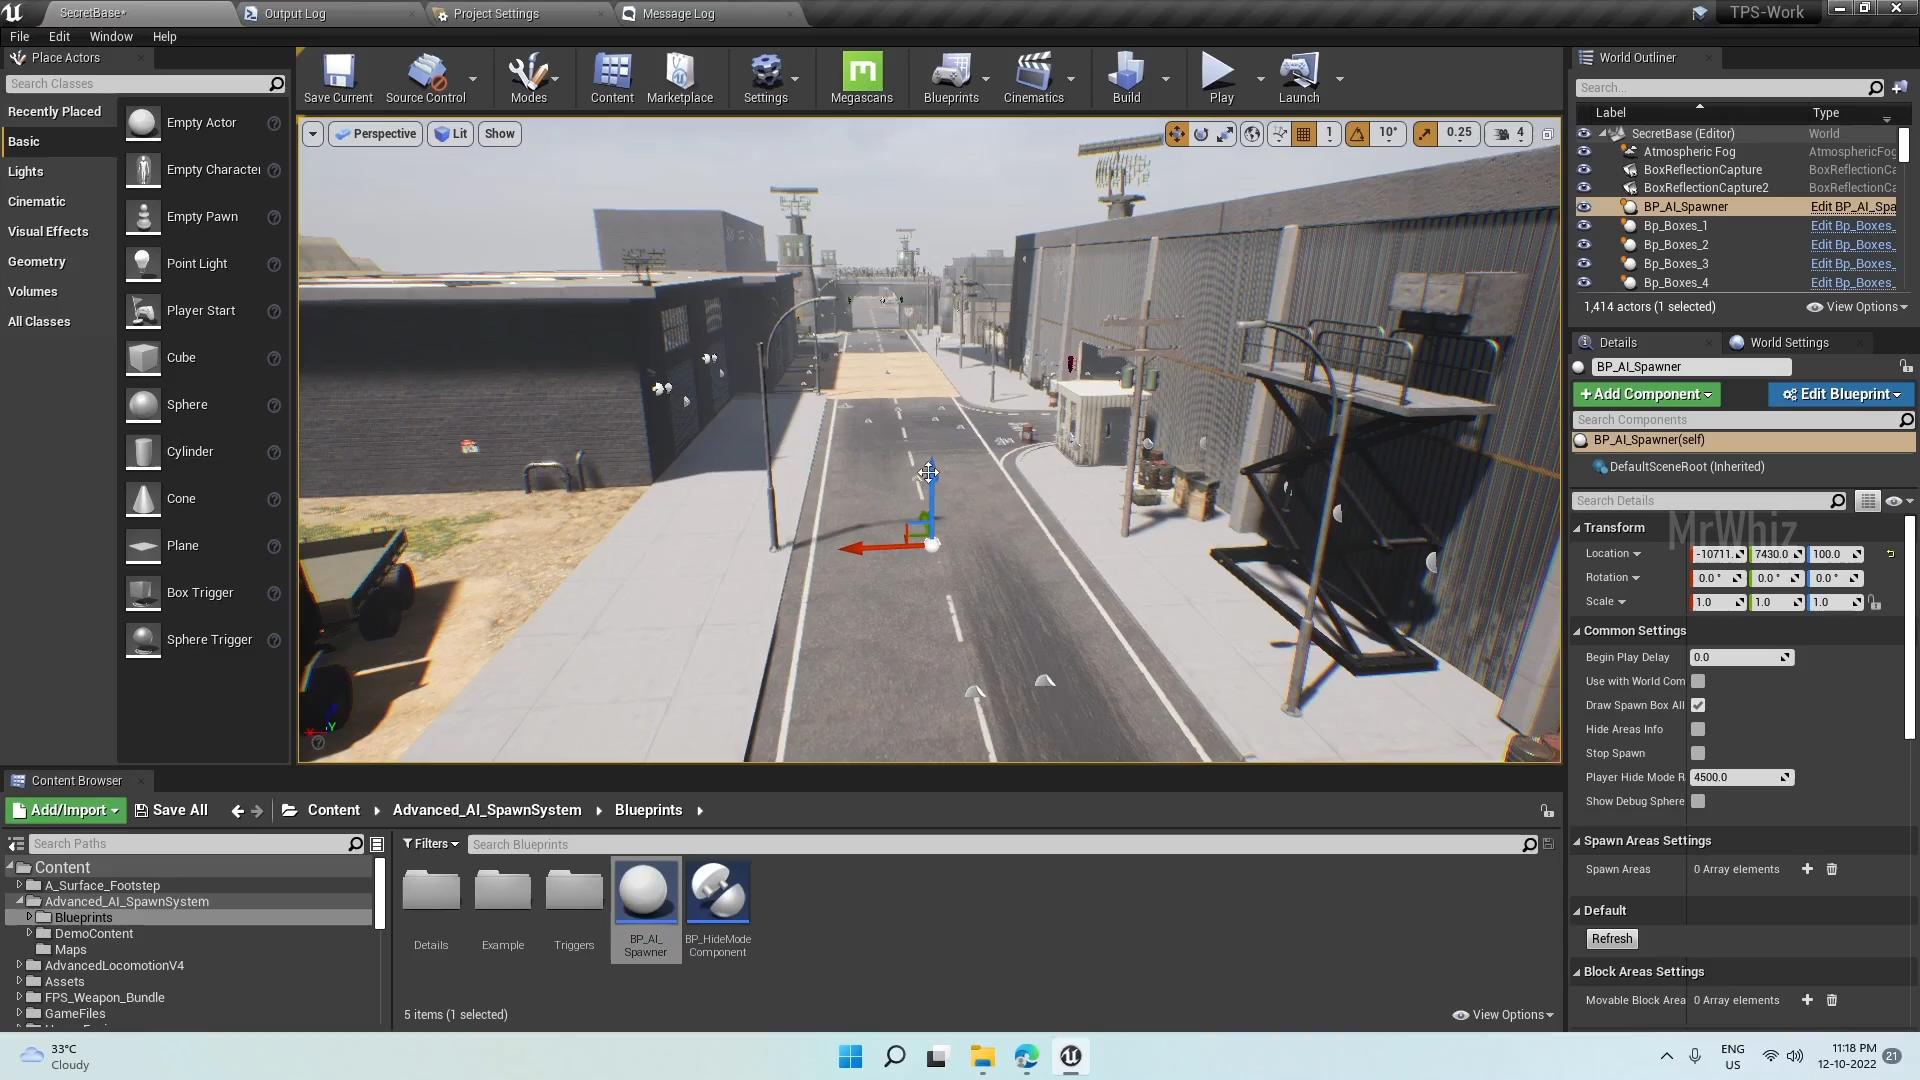 SecretBase*
Output Log
Project Settings
Message Log
TPS-Work
File
Edit
Window
Help
Place Actors
Search Classes
Recently Placed
Basic
Lights
Cinematic
Visual Effects
Geometry
Volumes
All Classes
Empty Actor
Empty Character
Empty Pawn
Point Light
Player Start
Cube
Sphere
Cylinder
Cone
Plane
Box Trigger
Sphere Trigger
Save Current
Source Control
Modes
Content
Marketplace
Settings
Megascans
Blueprints
Cinematics
Build
Play
Launch
Perspective
Lit
Show
1
10°
0.25
4
World Outliner
Search...
Label
Type
SecretBase (Editor)
World
Atmospheric Fog
AtmosphericFog
BoxReflectionCapture
BoxReflectionCa
BoxReflectionCapture2
BoxReflectionCa
BP_AI_Spawner
Edit BP_AI_Spa
Bp_Boxes_1
Edit Bp_Boxes_
Bp_Boxes_2
Edit Bp_Boxes_
Bp_Boxes_3
Edit Bp_Boxes_
Bp_Boxes_4
Edit Bp_Boxes_
1,414 actors (1 selected)
View Options
Details
World Settings
BP_AI_Spawner
+Add Component
Edit Blueprint
Search Components
BP_AI_Spawner(self)
DefaultSceneRoot (Inherited)
Search Details
MrWhiz
Transform
Location
-10711.
7430.0
100.0
Rotation
0.0 °
0.0 °
0.0 °
Scale
1.0
1.0
1.0
Common Settings
Begin Play Delay
0.0
Use with World Com
Draw Spawn Box All
Hide Areas Info
Stop Spawn
Player Hide Mode R
4500.0
Show Debug Sphere
Spawn Areas Settings
Spawn Areas
0 Array elements
Default
Refresh
Block Areas Settings
Movable Block Area
0 Array elements
Content Browser
Add/Import
Save All
Content
Advanced_AI_SpawnSystem
Blueprints
Search Paths
Filters
Search Blueprints
Content
A_Surface_Footstep
Advanced_AI_SpawnSystem
Blueprints
DemoContent
Maps
AdvancedLocomotionV4
Assets
FPS_Weapon_Bundle
GameFiles
Details
Example
Triggers
BP_AI_
Spawner
BP_HideMode
Component
5 items (1 selected)
View Options
33°C
Cloudy
ENG
US
11:18 PM
12-10-2022
21